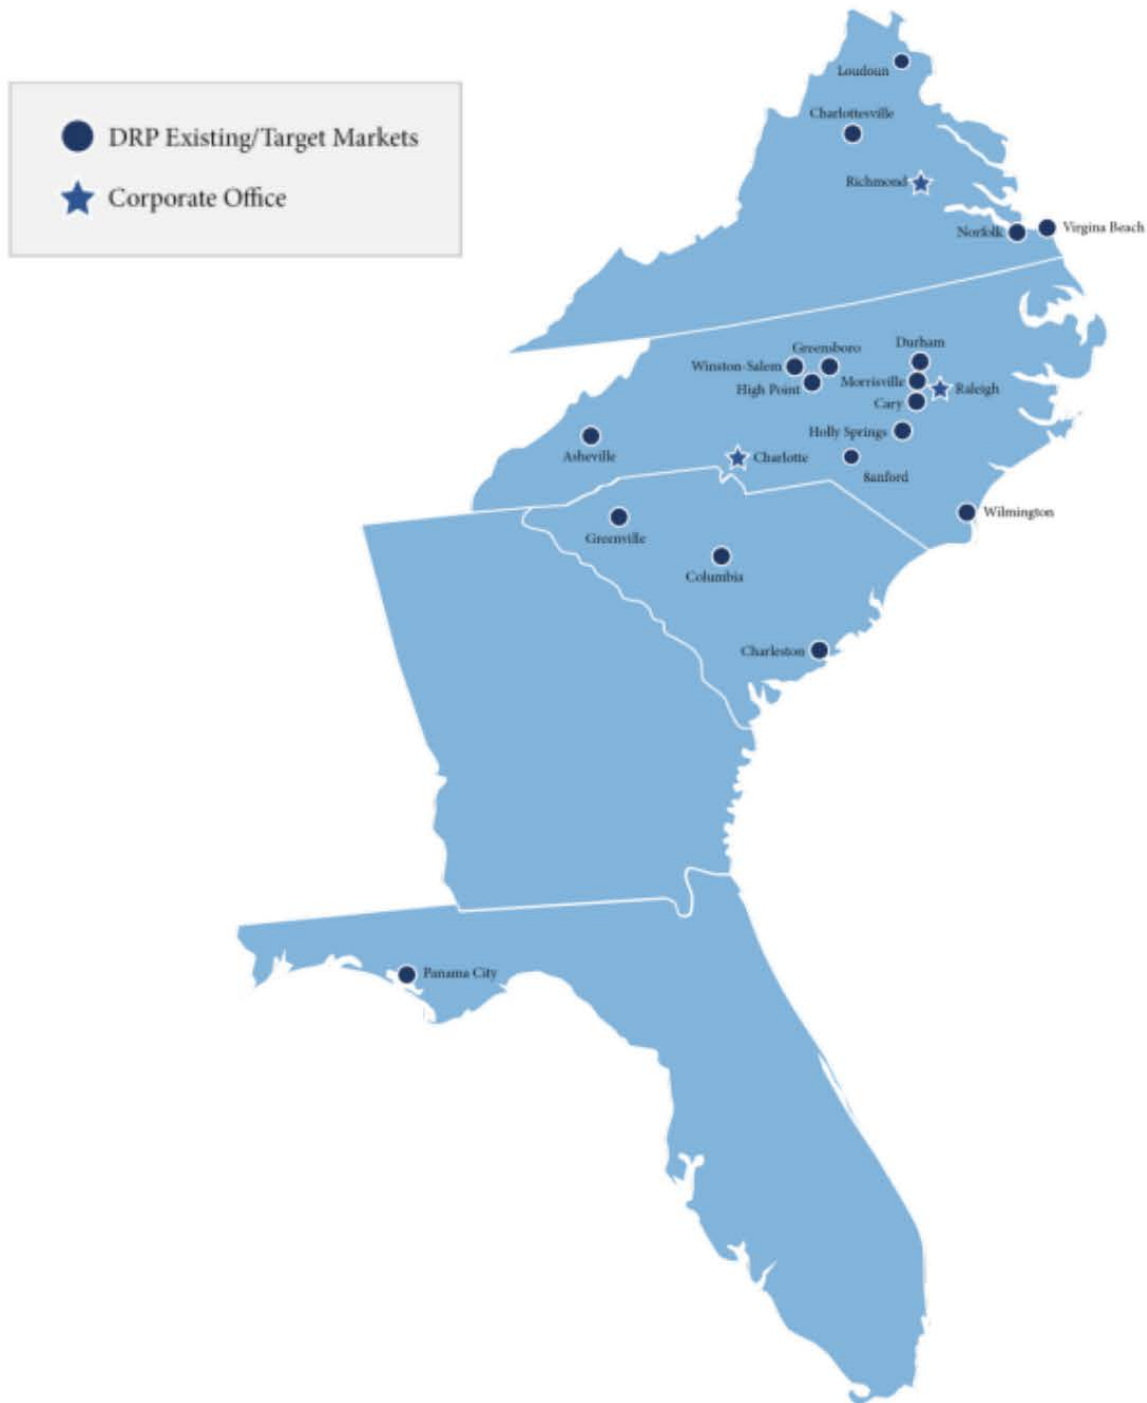 DRP Existing/Target Markets
Corporate Office
Loudoun
Charlottesville
Richmond
Norfolk
Virgina Beach
Durham
Greensboro
Winston-Salem
High Point
Morrisville
Raleigh
Cary
Holly Springs
Asheville
Charlotte
Sanford
Wilmington
Greenville
Columbia
Charleston
Panama City